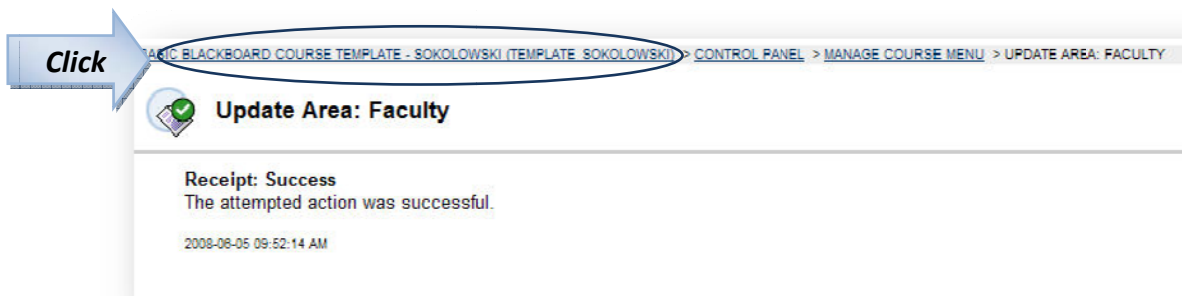 Click
BASIC BLACKBOARD COURSE TEMPLATE - SOKOLOWSKI (TEMPLATE_SOKOLOWSKI) > CONTROL PANEL > MANAGE COURSE MENU > UPDATE AREA: FACULTY
Update Area: Faculty
Receipt: Success
The attempted action was successful.
2008-06-05 09:52:14 AM